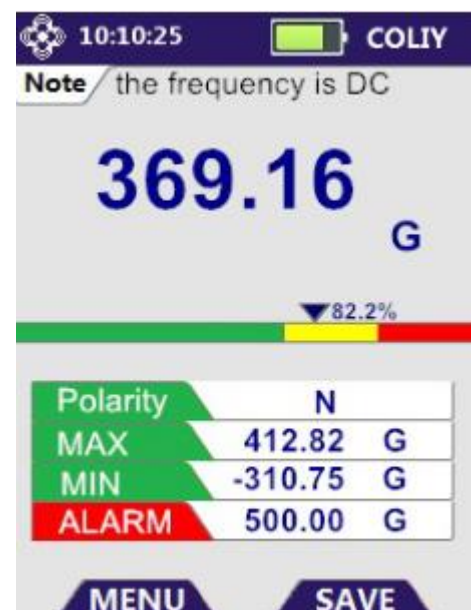 10:10:25 COLIY
Note the frequency is DC
369.16
G
82.2%
Polarity N
MAX 412.82 G
MIN -310.75 G
ALARM 500.00 G
MENU SAVE